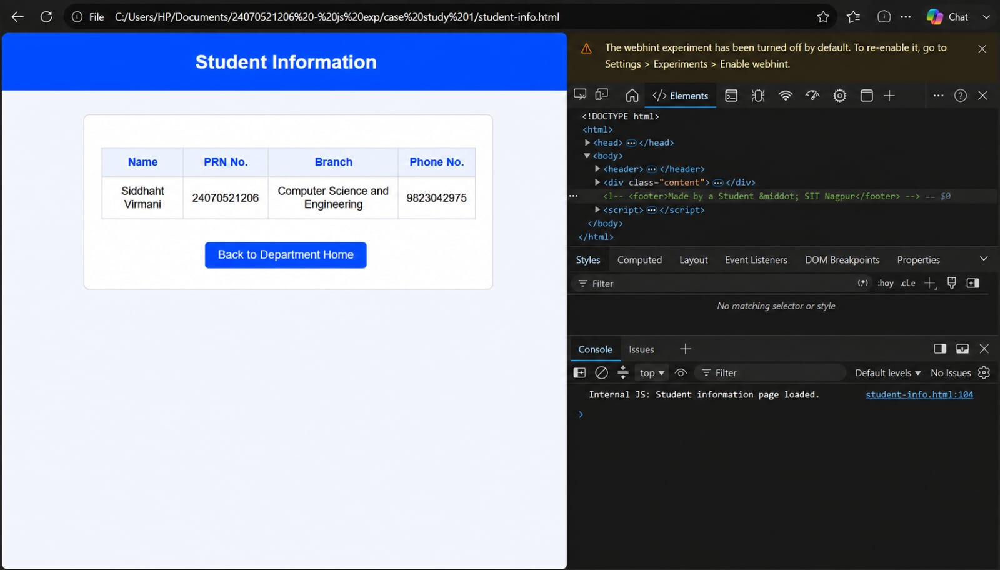 File C:/Users/HP/Documents/24070521206%20-%20js%20exp/case%20study%201/student-info.html
Chat
Student Information
Name PRN No. Branch Phone No.
Siddhaht
Virmani
24070521206
Computer Science and
Engineering
9823042975
Back to Department Home
The webhint experiment has been turned off by default. To re-enable it, go to
Settings > Experiments > Enable webhint.
</> Elements
<!DOCTYPE html>
<html>
<head> ••• </head>
<body>
<header> ••• </header>
<div class="content"> ••• </div>
<!-- <footer>Made by a Student &middot; SIT Nagpur</footer> --> == $0
<script> ••• </script>
</body>
</html>
Styles Computed Layout Event Listeners DOM Breakpoints Properties
Filter :hoy .cle
No matching selector or style
Console Issues
top Filter Default levels No Issues
Internal JS: Student information page loaded. student-info.html:104